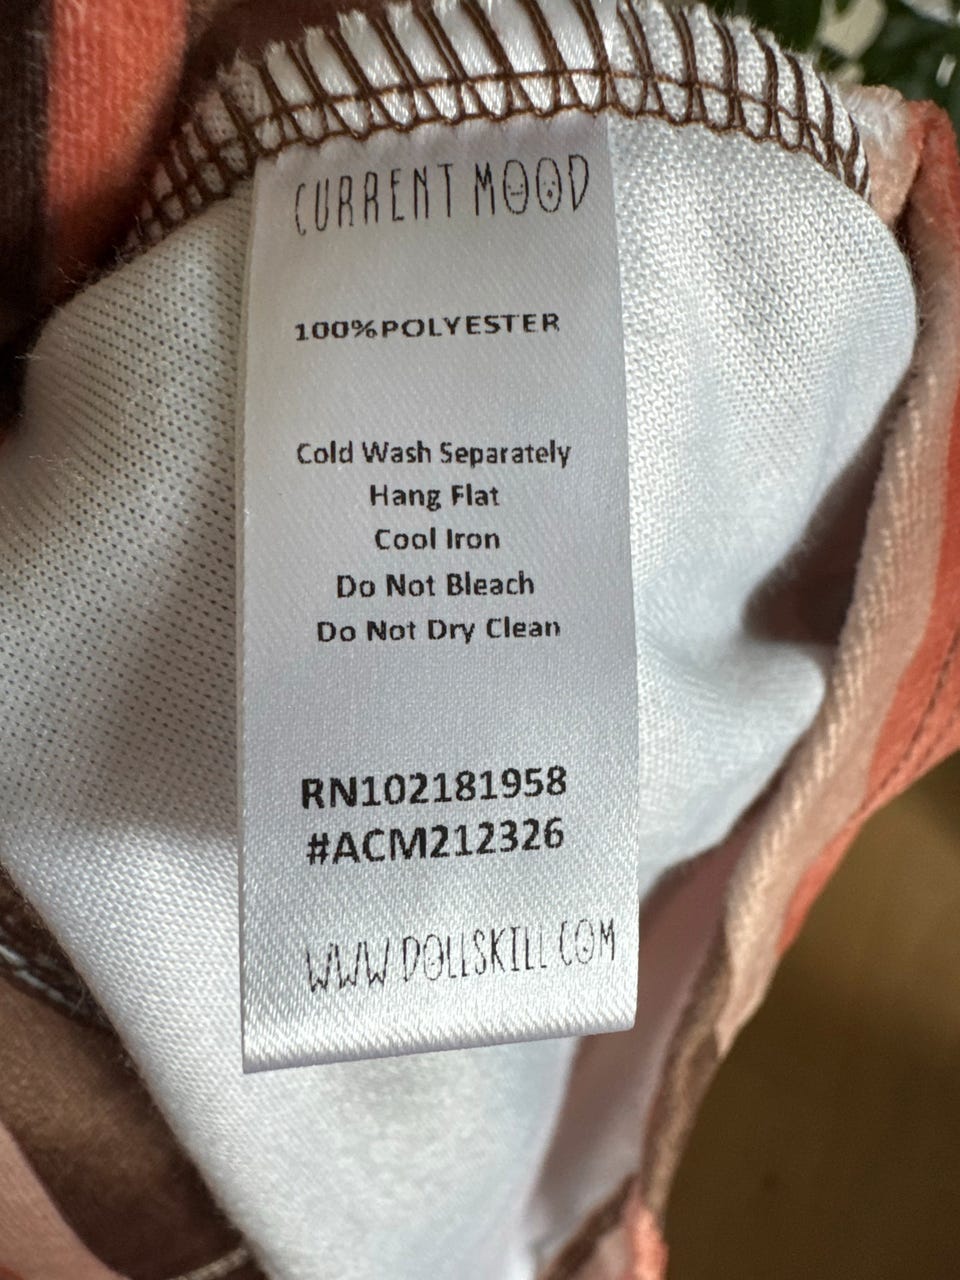 CURRENT MOOD
100%POLYESTER
Cold Wash Separately
Hang Flat
Cool Iron
Do Not Bleach
Do Not Dry Clean
RN102181958
#ACM212326
WWW.DOLLSKILL.COM